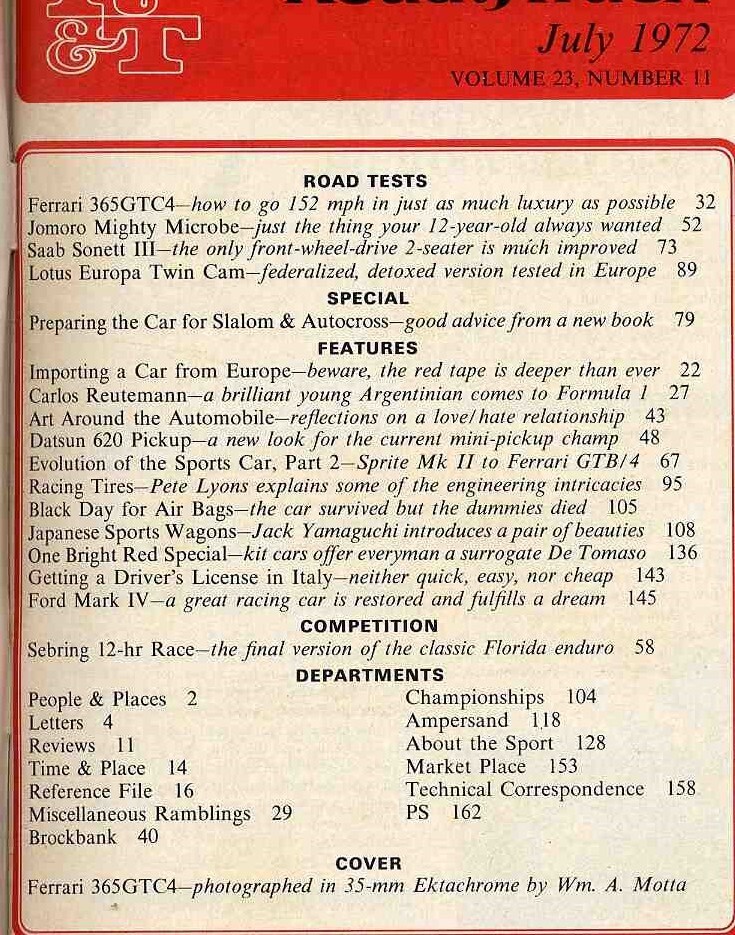 R
&T
Road & Track
July 1972
VOLUME 23, NUMBER 11
ROAD TESTS
Ferrari 365GTC4—how to go 152 mph in just as much luxury as possible 32
Jomoro Mighty Microbe—just the thing your 12-year-old always wanted 52
Saab Sonett III—the only front-wheel-drive 2-seater is much improved 73
Lotus Europa Twin Cam—federalized, detoxed version tested in Europe 89
SPECIAL
Preparing the Car for Slalom & Autocross—good advice from a new book 79
FEATURES
Importing a Car from Europe—beware, the red tape is deeper than ever 22
Carlos Reutemann—a brilliant young Argentinian comes to Formula 1 27
Art Around the Automobile—reflections on a love/hate relationship 43
Datsun 620 Pickup—a new look for the current mini-pickup champ 48
Evolution of the Sports Car, Part 2—Sprite Mk II to Ferrari GTB/4 67
Racing Tires—Pete Lyons explains some of the engineering intricacies 95
Black Day for Air Bags—the car survived but the dummies died 105
Japanese Sports Wagons—Jack Yamaguchi introduces a pair of beauties 108
One Bright Red Special—kit cars offer everyman a surrogate De Tomaso 136
Getting a Driver's License in Italy—neither quick, easy, nor cheap 143
Ford Mark IV—a great racing car is restored and fulfills a dream 145
COMPETITION
Sebring 12-hr Race—the final version of the classic Florida enduro 58
DEPARTMENTS
People & Places 2
Letters 4
Reviews 11
Time & Place 14
Reference File 16
Miscellaneous Ramblings 29
Brockbank 40
Championships 104
Ampersand 118
About the Sport 128
Market Place 153
Technical Correspondence 158
PS 162
COVER
Ferrari 365GTC4—photographed in 35-mm Ektachrome by Wm. A. Motta